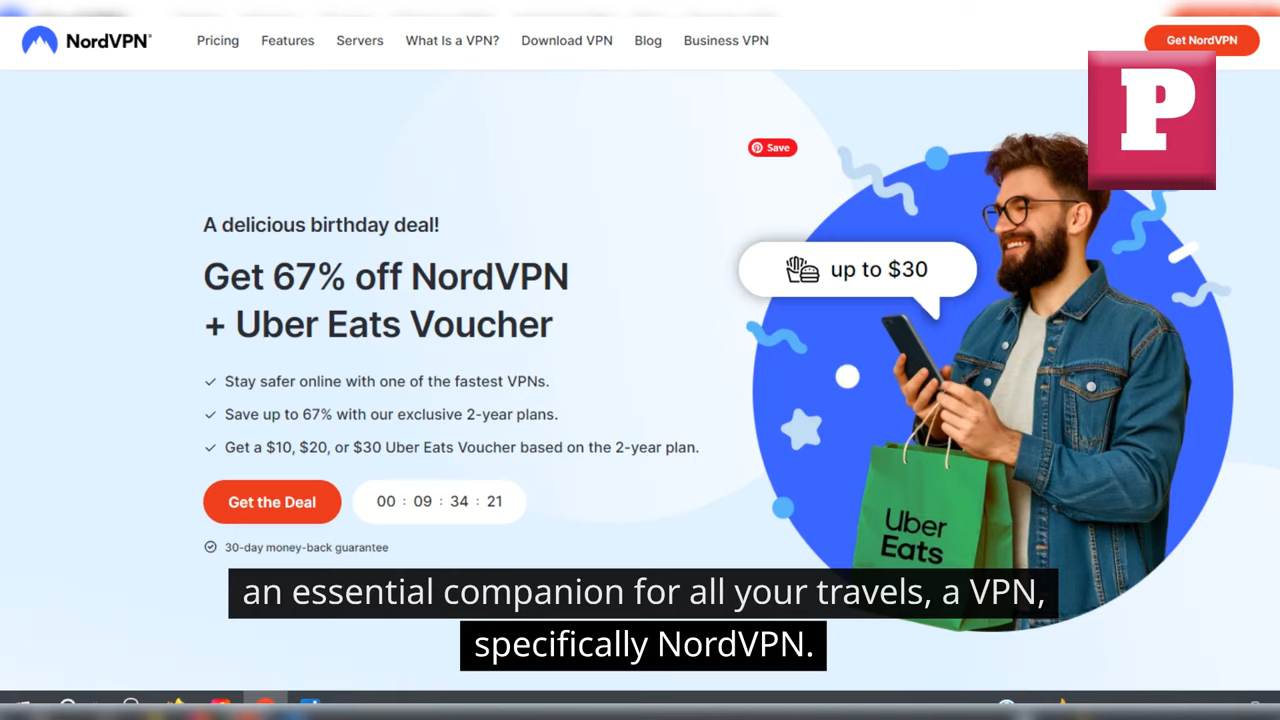 NordVPN®
Pricing Features Servers What Is a VPN? Download VPN Blog Business VPN
Get NordVPN
P
Save
A delicious birthday deal!
Get 67% off NordVPN
+ Uber Eats Voucher
up to $30
Stay safer online with one of the fastest VPNs.
Save up to 67% with our exclusive 2-year plans.
Get a $10, $20, or $30 Uber Eats Voucher based on the 2-year plan.
Get the Deal
00 : 09 : 34 : 21
30-day money-back guarantee
Uber
Eats
an essential companion for all your travels, a VPN,
specifically NordVPN.